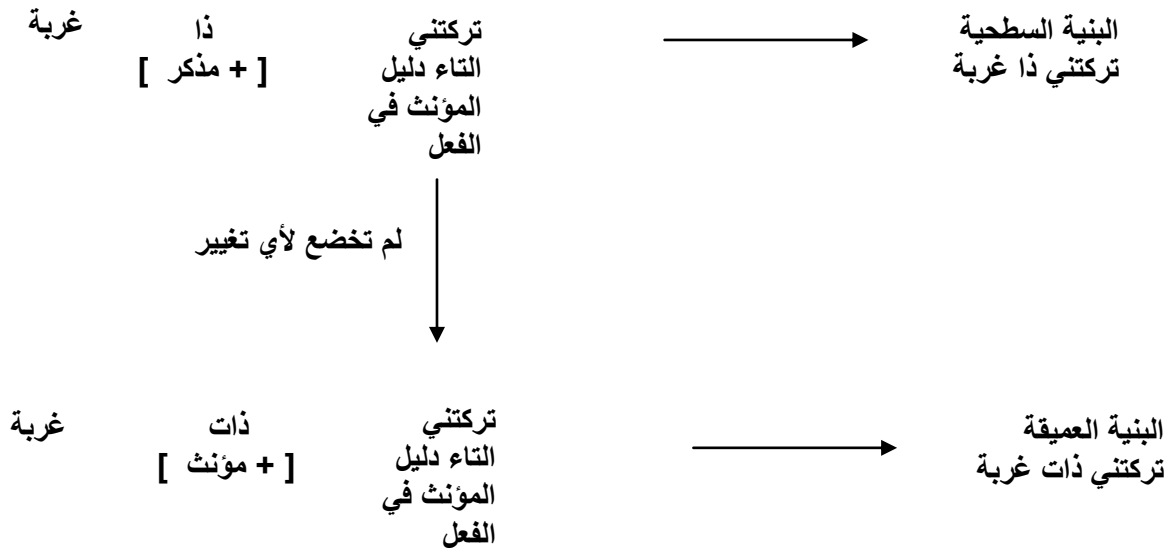 البنية السطحية
تركتني ذا غربة
تركتني ذا غربة
التاء دليل [ + مذكر ]
المؤنث في
الفعل
لم تخضع لأي تغيير
البنية العميقة
تركتني ذات غربة
تركتني ذات غربة
التاء دليل [ + مؤنث ]
المؤنث في
الفعل